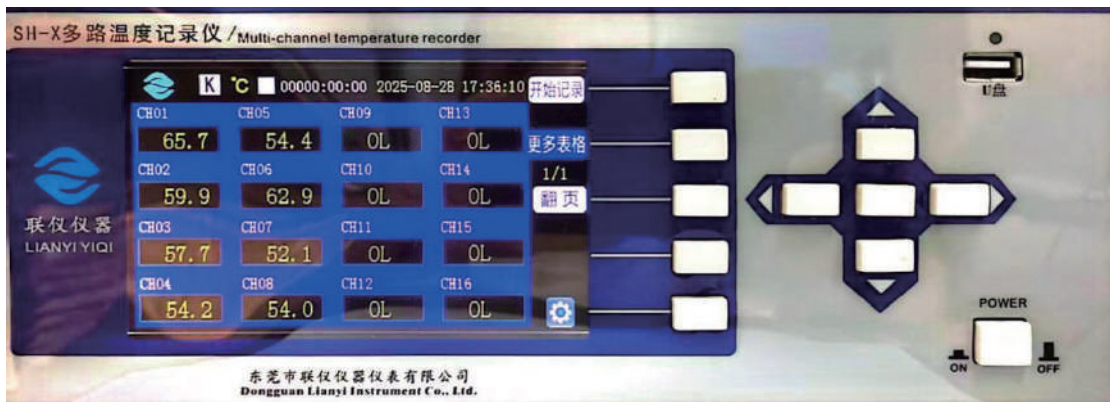 SH-X多路温度记录仪/Multi-channel temperature recorder
K °C 00000:00:00 2025-08-28 17:36:10 开始记录
CH01 CH05 CH09 CH13
65.7 54.4 OL OL 更多表格
CH02 CH06 CH10 CH14 1/1
59.9 62.9 OL OL 翻页
CH03 CH07 CH11 CH15
57.7 52.1 OL OL
CH04 CH08 CH12 CH16
54.2 54.0 OL OL
联仪仪器
LIANYI YIQI
U盘
POWER
ON OFF
东莞市联仪仪器仪表有限公司
Dongguan Lianyi Instrument Co., Ltd.